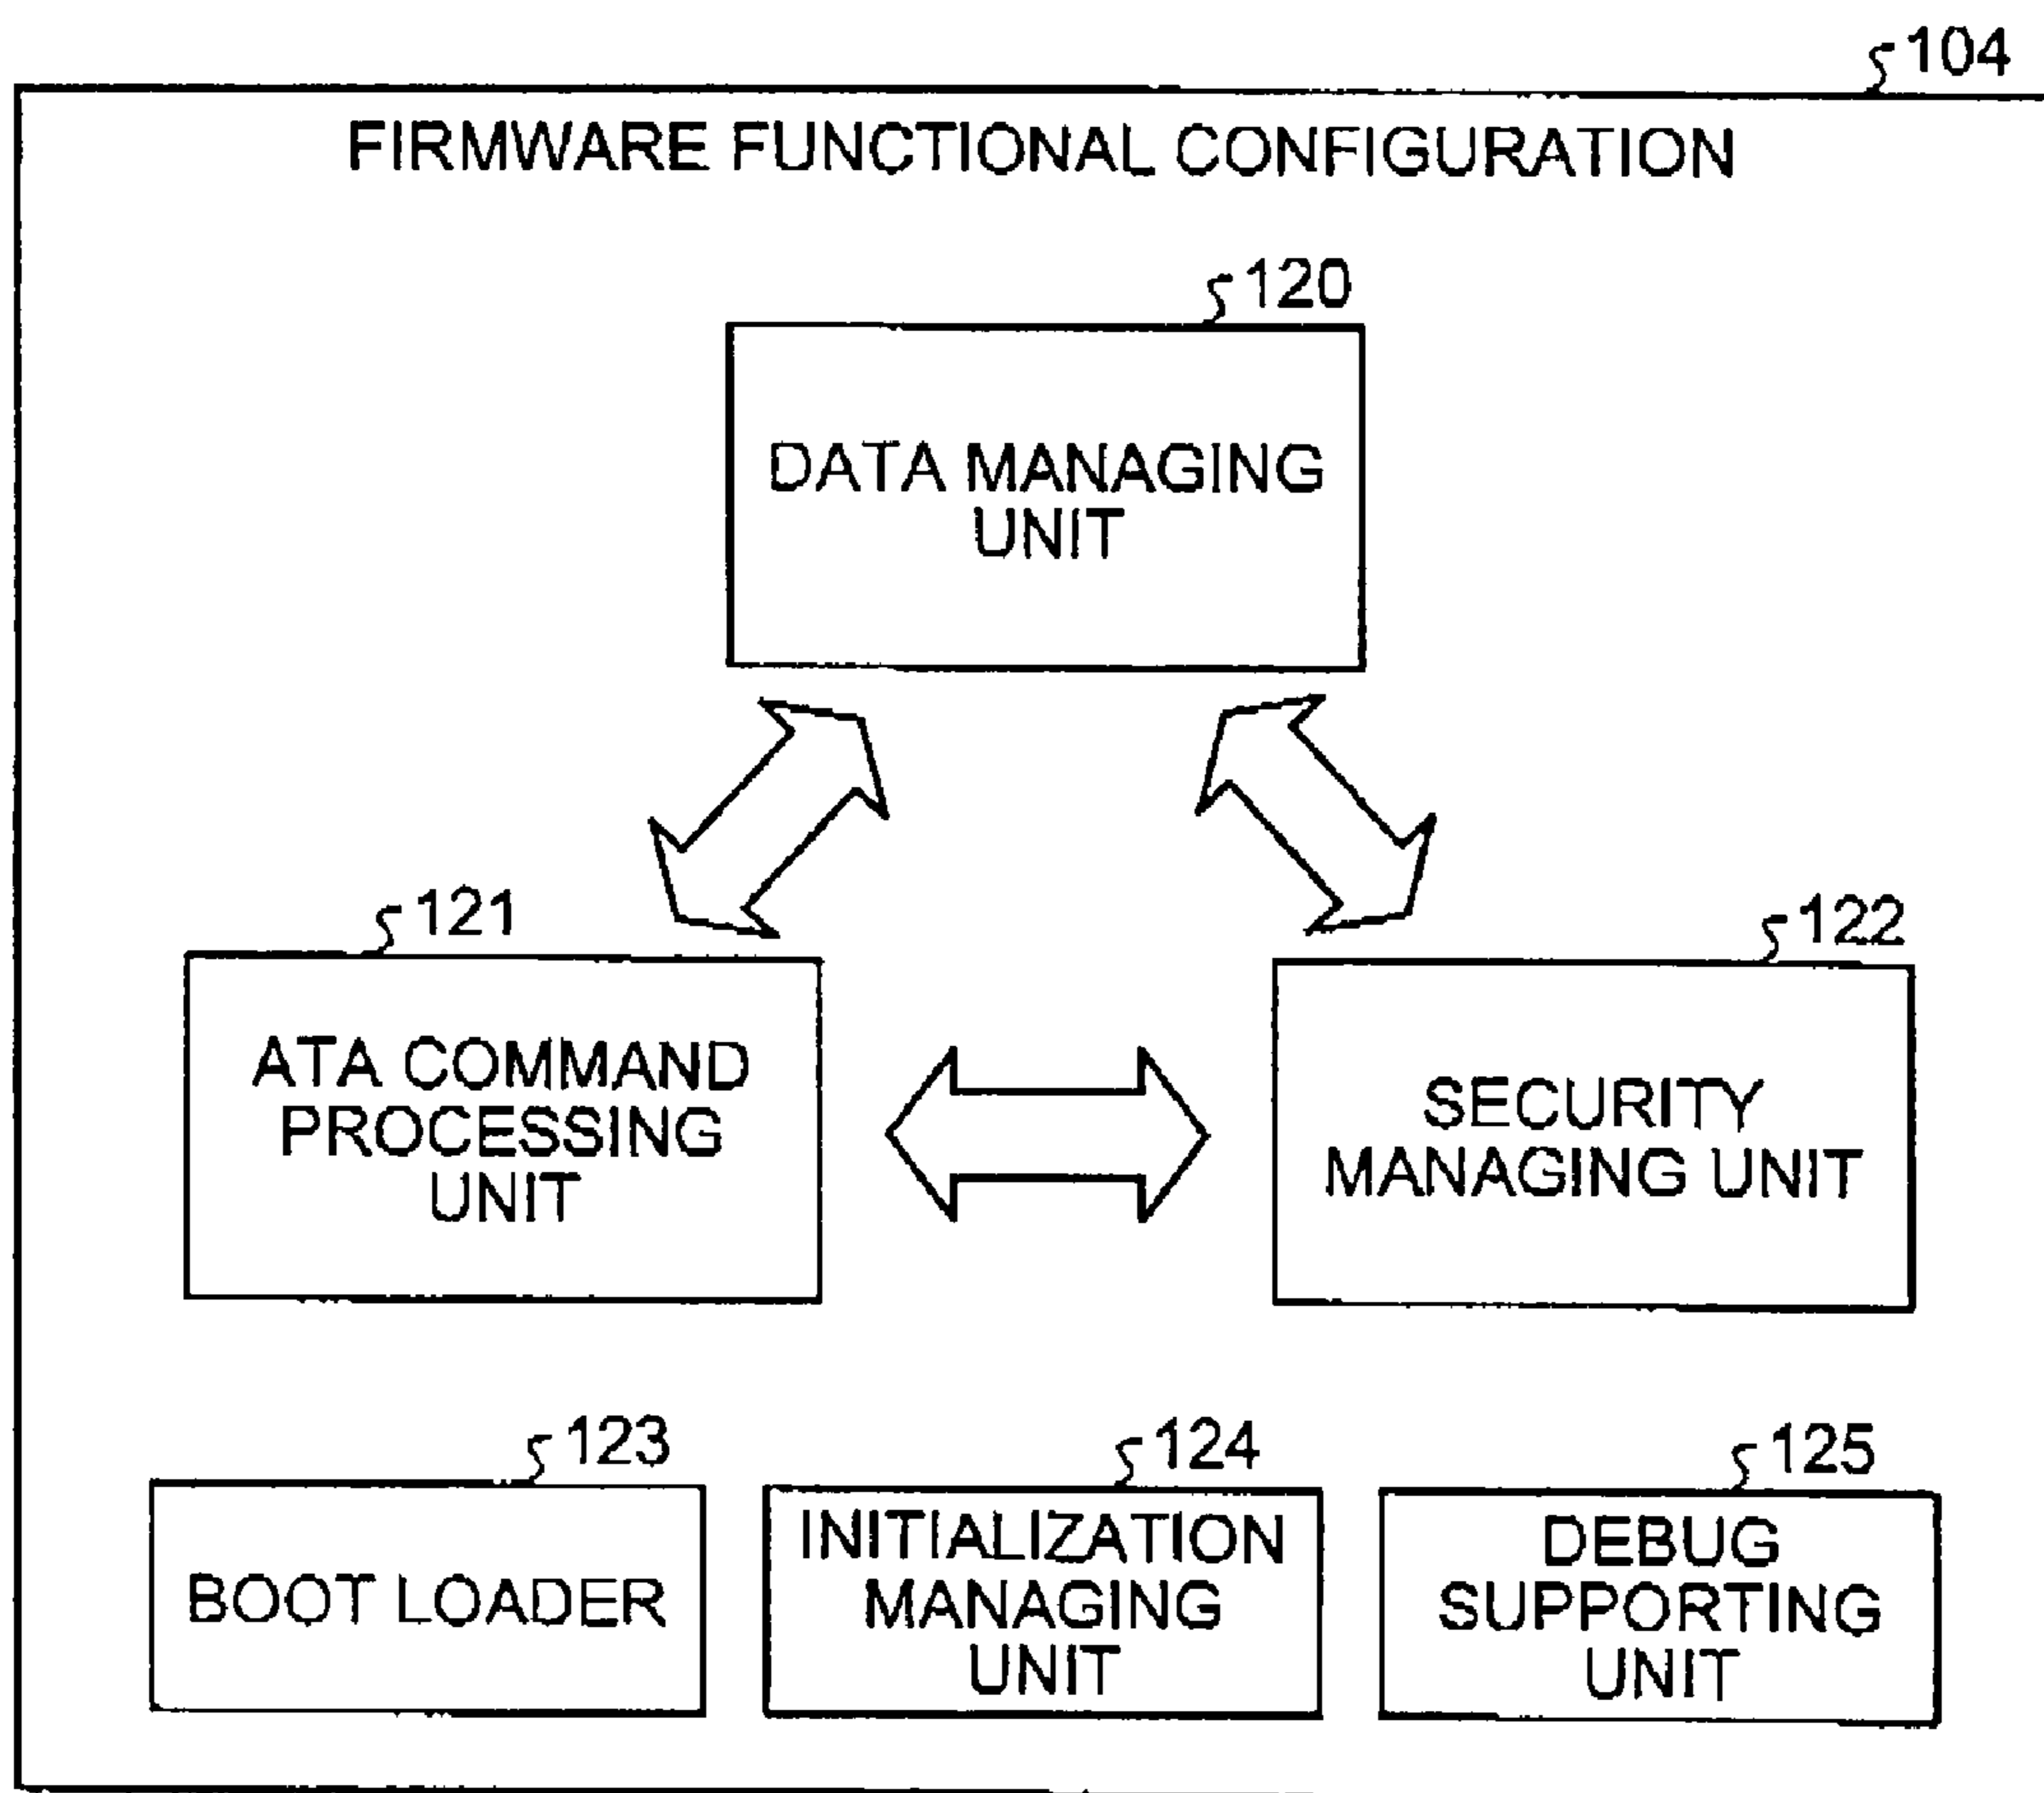 104
FIRMWARE FUNCTIONAL CONFIGURATION
120
DATA MANAGING
UNIT
121
ATA COMMAND
PROCESSING
UNIT
122
SECURITY
MANAGING UNIT
123
BOOT LOADER
124
INITIALIZATION
MANAGING
UNIT
125
DEBUG
SUPPORTING
UNIT